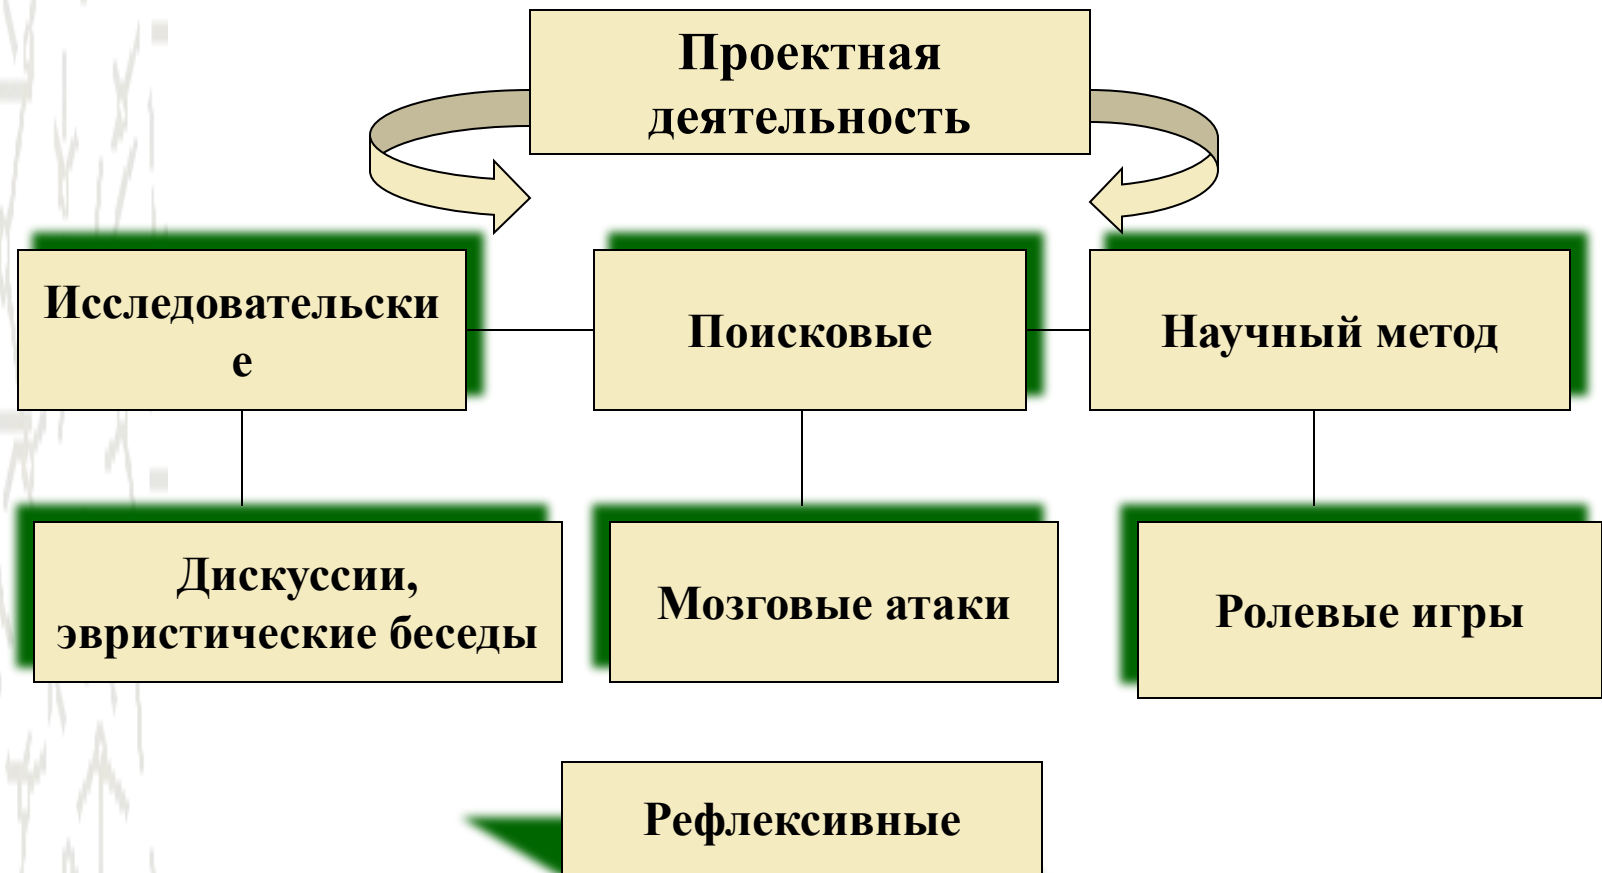 Проектная
деятельность
Исследовательски
е
Поисковые
Научный метод
Дискуссии,
эвристические беседы
Мозговые атаки
Ролевые игры
Рефлексивные